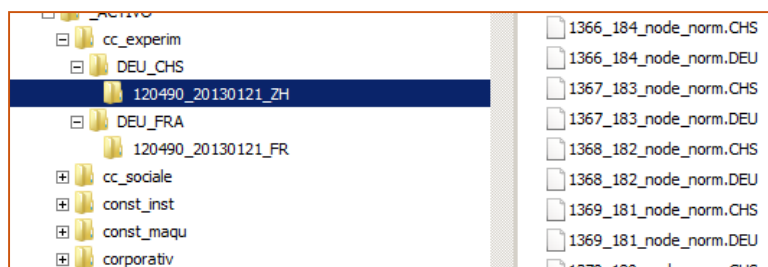 _ACTIVO
cc_experim
DEU_CHS
120490_20130121_ZH
DEU_FRA
120490_20130121_FR
cc_sociale
const_inst
const_maqu
corporativ
1366_184_node_norm.CHS
1366_184_node_norm.DEU
1367_183_node_norm.CHS
1367_183_node_norm.DEU
1368_182_node_norm.CHS
1368_182_node_norm.DEU
1369_181_node_norm.CHS
1369_181_node_norm.DEU